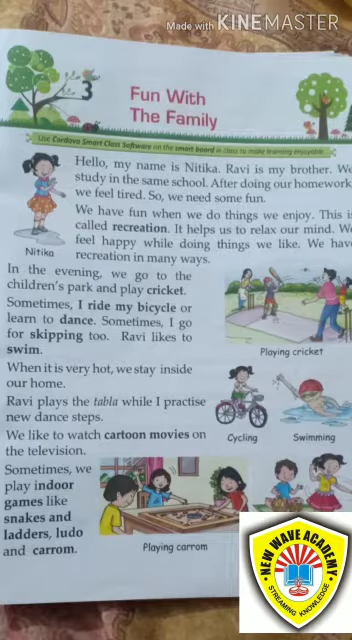 Made with KINEMASTER
3
Fun With
The Family
Use Cordova Smart Class Software on the smart board in class to make learning enjoyable.
Hello, my name is Nitika. Ravi is my brother. We
study in the same school. After doing our homework,
we feel tired. So, we need some fun.
We have fun when we do things we enjoy. This is
called recreation. It helps us to relax our mind. We
feel happy while doing things we like. We have
Nitika
recreation in many ways.
In the evening, we go to the
children's park and play cricket.
Sometimes, I ride my bicycle or
learn to dance. Sometimes, I go
for skipping too. Ravi likes to
swim.
Playing cricket
When it is very hot, we stay inside
our home.
Ravi plays the tabla while I practise
new dance steps.
We like to watch cartoon movies on
the television.
Cycling
Swimming
Sometimes, we
play indoor
games like
snakes and
ladders, ludo
and carrom.
Playing carrom
NEW WAVE ACADEMY
STREAMING KNOWLEDGE